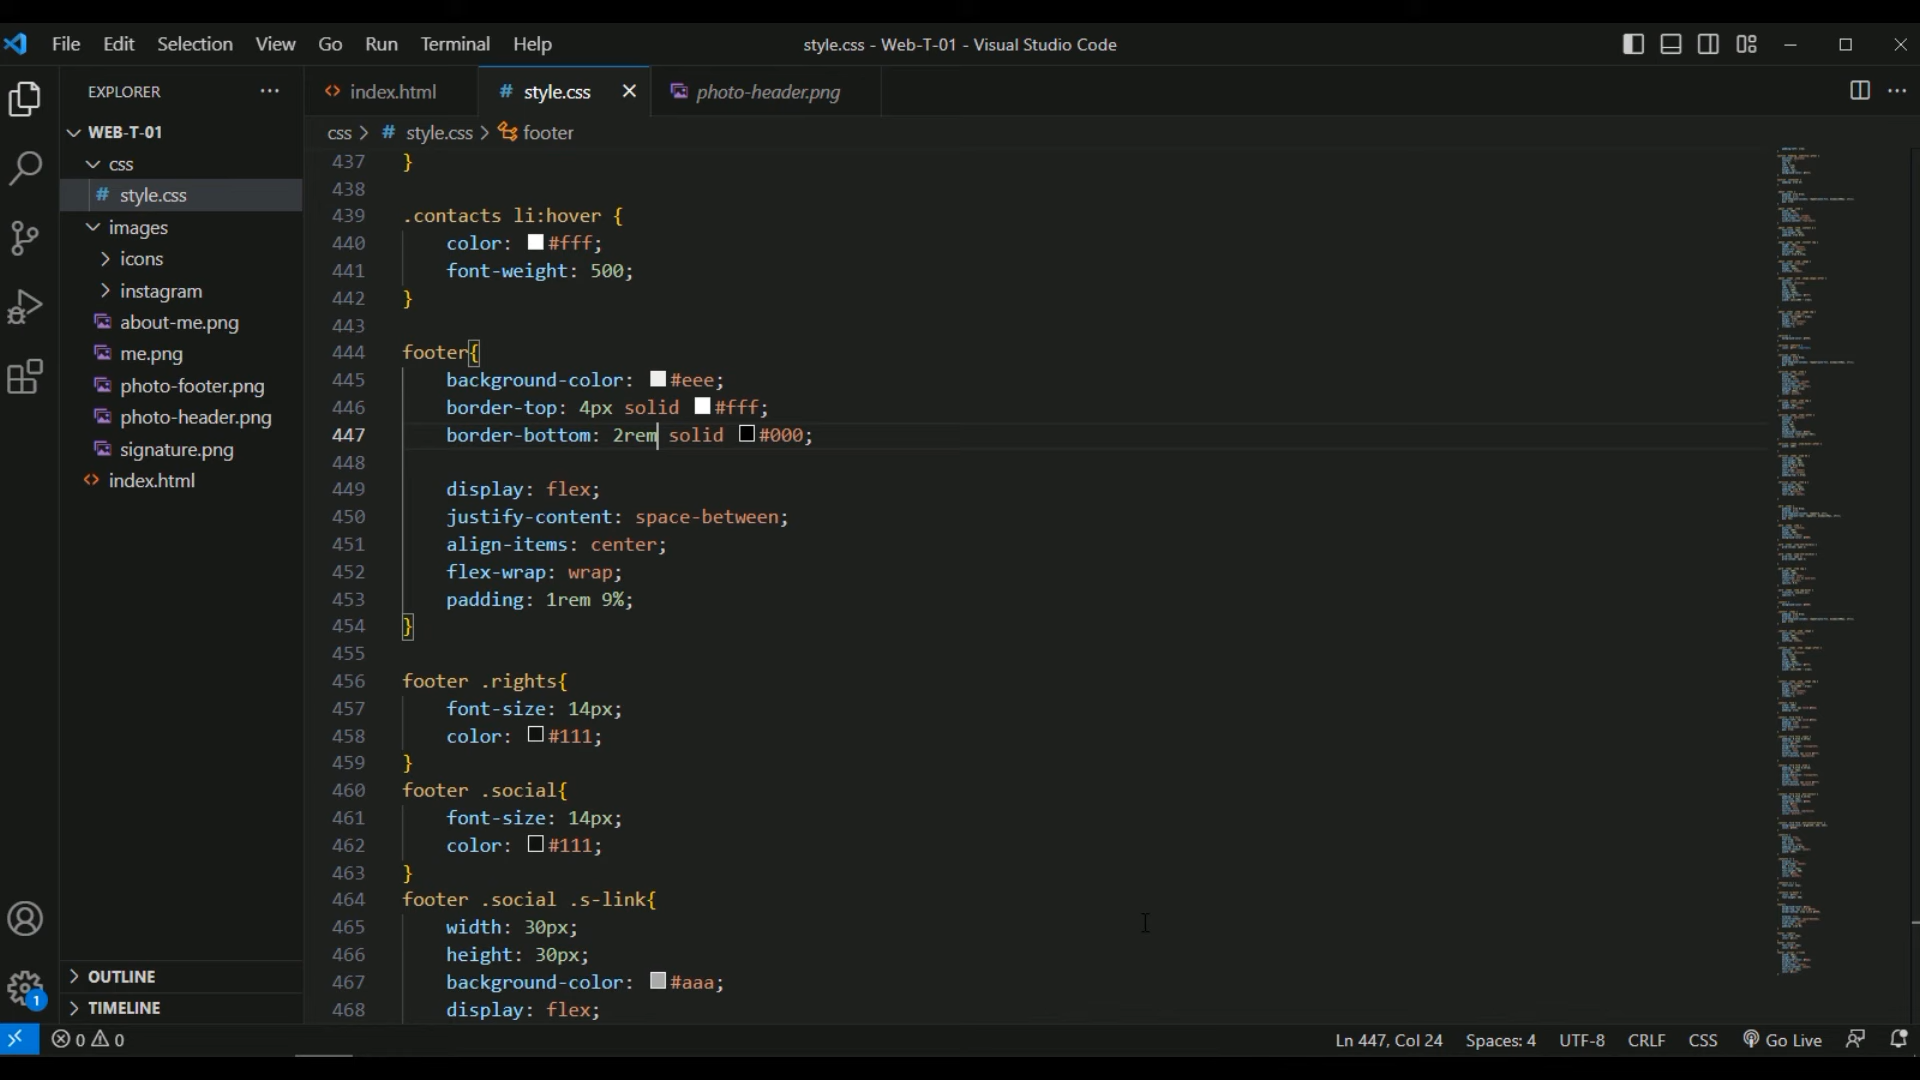 File Edit Selection View Go Run Terminal Help
style.css - Web-T-01 - Visual Studio Code
EXPLORER
index.html
style.css
photo-header.png
WEB-T-01
css
style.css
images
icons
instagram
about-me.png
me.png
photo-footer.png
photo-header.png
signature.png
index.html
OUTLINE
TIMELINE
css > # style.css > footer
437 }
438
439 .contacts li:hover {
440 color: #fff;
441 font-weight: 500;
442 }
443
444 footer{
445 background-color: #eee;
446 border-top: 4px solid #fff;
447 border-bottom: 2rem solid #000;
448
449 display: flex;
450 justify-content: space-between;
451 align-items: center;
452 flex-wrap: wrap;
453 padding: 1rem 9%;
454 }
455
456 footer .rights{
457 font-size: 14px;
458 color: #111;
459 }
460 footer .social{
461 font-size: 14px;
462 color: #111;
463 }
464 footer .social .s-link{
465 width: 30px;
466 height: 30px;
467 background-color: #aaa;
468 display: flex;
1
0 0
Ln 447, Col 24 Spaces: 4 UTF-8 CRLF CSS Go Live